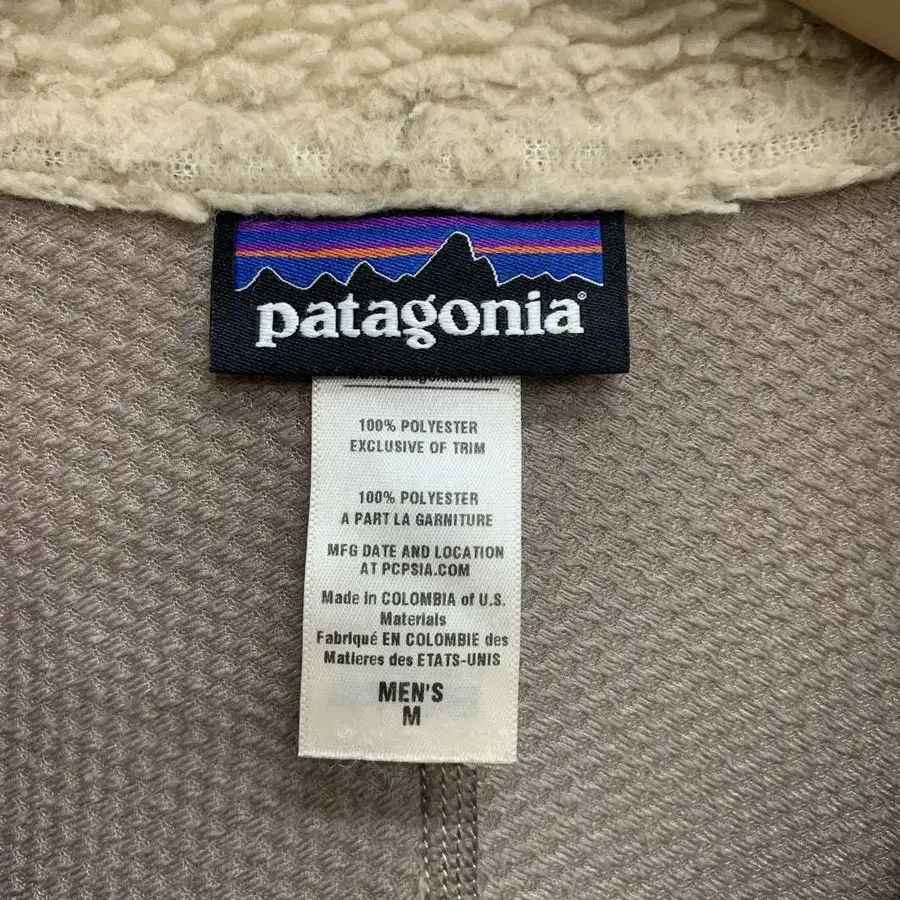 patagonia®
100% POLYESTER
EXCLUSIVE OF TRIM
100% POLYESTER
A PART LA GARNITURE
MFG DATE AND LOCATION
AT PCPSIA.COM
Made in COLOMBIA of U.S.
Materials
Fabriqué EN COLOMBIE des
Matieres des ETATS-UNIS
MEN'S
M